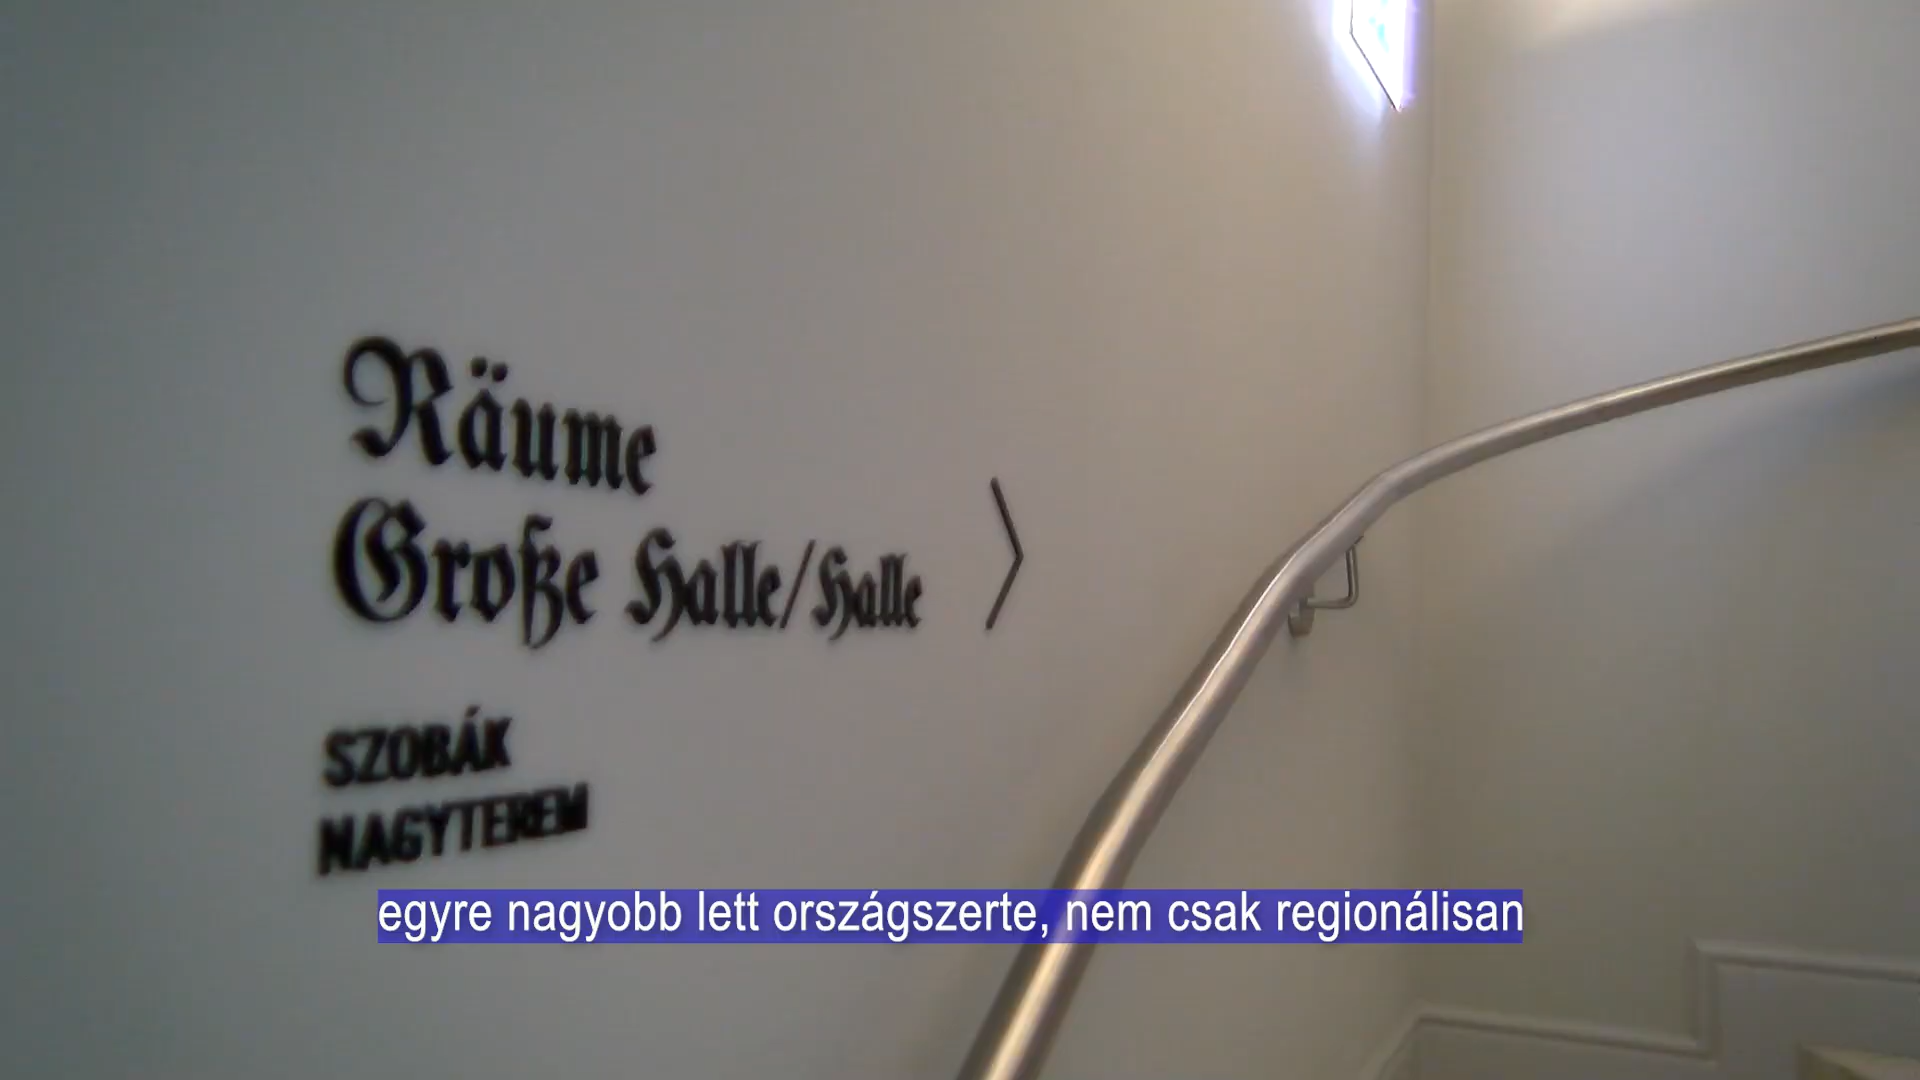 Räume
Große Halle/Halle
SZOBÁK
NAGYTEREM
egyre nagyobb lett országszerte, nem csak regionálisan